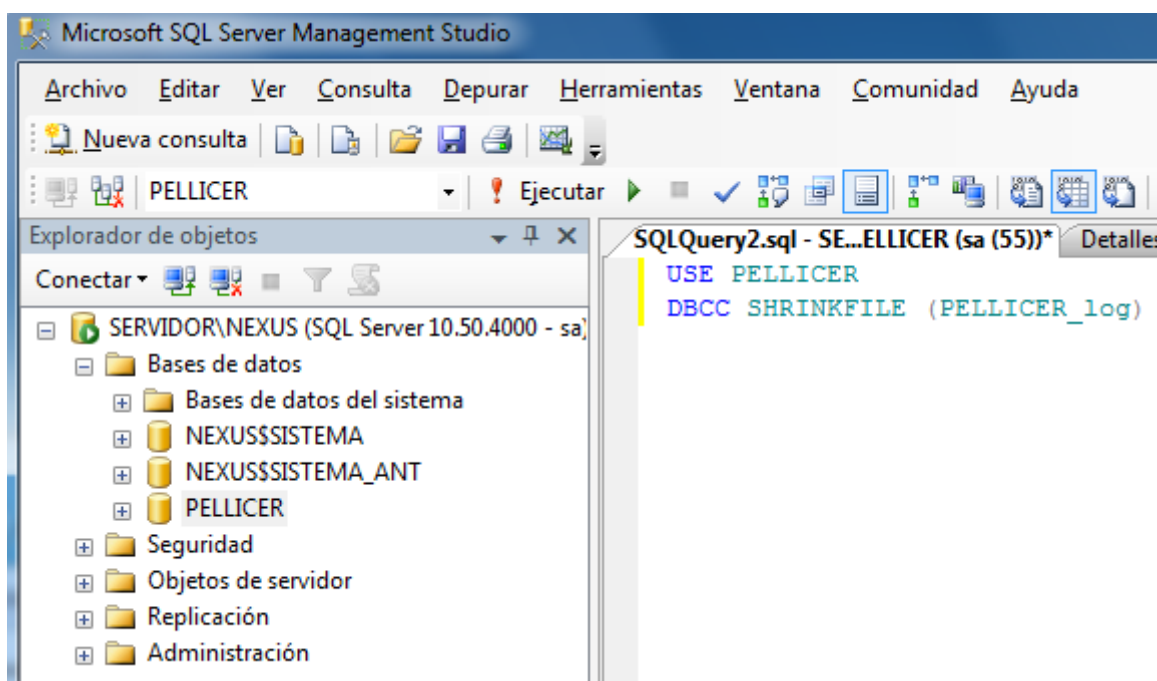 Microsoft SQL Server Management Studio
Archivo Editar Ver Consulta Depurar Herramientas Ventana Comunidad Ayuda
Nueva consulta
PELLICER Ejecutar
Explorador de objetos
SQLQuery2.sql - SE...ELLICER (sa (55))* Detalles
Conectar
USE PELLICER
DBCC SHRINKFILE (PELLICER_log)
SERVIDOR\NEXUS (SQL Server 10.50.4000 - sa)
Bases de datos
Bases de datos del sistema
NEXUS$SISTEMA
NEXUS$SISTEMA_ANT
PELLICER
Seguridad
Objetos de servidor
Replicación
Administración